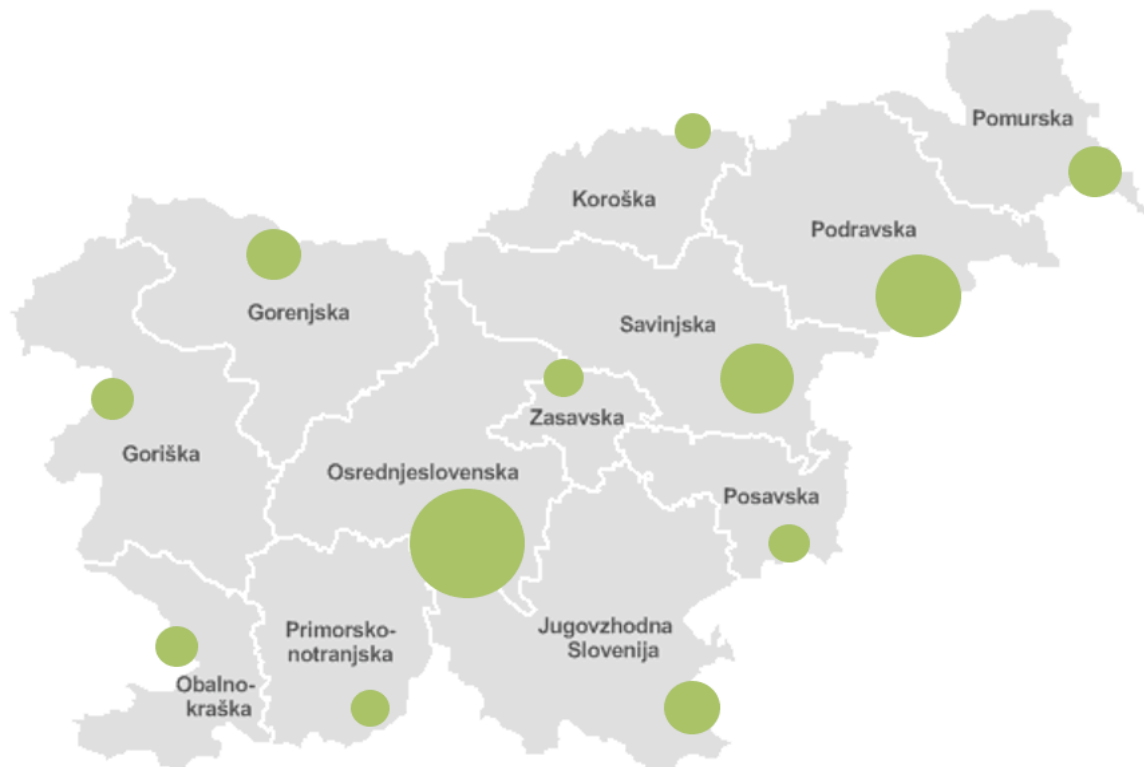 Pomurska
Koroška
Podravska
Gorenjska
Savinjska
Zasavska
Goriška
Osrednjeslovenska
Posavska
Primorsko-
notranjska
Jugovzhodna
Slovenija
Obalno-
kraška